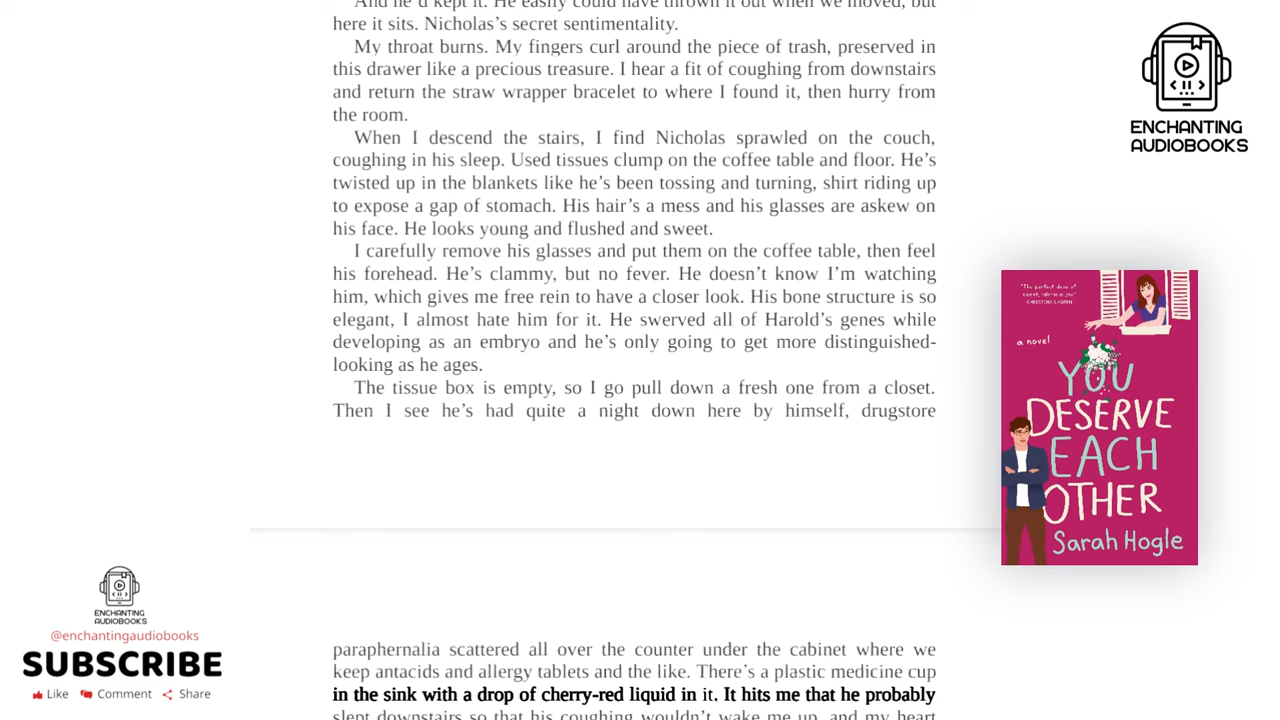 And he'd kept it. He easily could have thrown it out when we moved, but
here it sits. Nicholas's secret sentimentality.
My throat burns. My fingers curl around the piece of trash, preserved in
this drawer like a precious treasure. I hear a fit of coughing from downstairs
and return the straw wrapper bracelet to where I found it, then hurry from
the room.
When I descend the stairs, I find Nicholas sprawled on the couch,
coughing in his sleep. Used tissues clump on the coffee table and floor. He's
twisted up in the blankets like he's been tossing and turning, shirt riding up
to expose a gap of stomach. His hair's a mess and his glasses are askew on
his face. He looks young and flushed and sweet.
I carefully remove his glasses and put them on the coffee table, then feel
his forehead. He's clammy, but no fever. He doesn't know I'm watching
him, which gives me free rein to have a closer look. His bone structure is so
elegant, I almost hate him for it. He swerved all of Harold's genes while
developing as an embryo and he's only going to get more distinguished-
looking as he ages.
The tissue box is empty, so I go pull down a fresh one from a closet.
Then I see he's had quite a night down here by himself, drugstore
paraphernalia scattered all over the counter under the cabinet where we
keep antacids and allergy tablets and the like. There's a plastic medicine cup
in the sink with a drop of cherry-red liquid in it. It hits me that he probably
slept downstairs so that his coughing wouldn't wake me up, and my heart
ENCHANTING
AUDIOBOOKS
a novel
YOU
DESERVE
EACH
OTHER
Sarah Hogle
ENCHANTING
AUDIOBOOKS
@enchantingaudiobooks
SUBSCRIBE
Like Comment Share